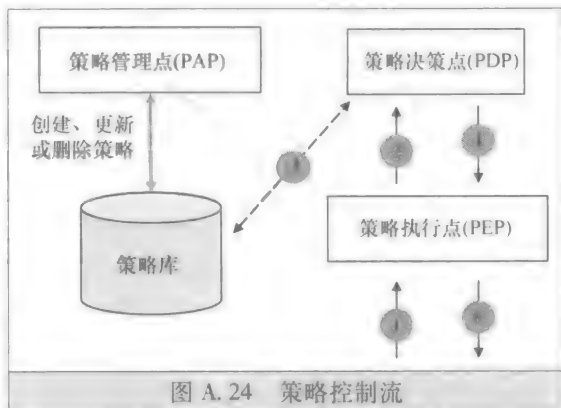 策略管理点(PAP)
策略决策点(PDP)
创建、更新
或删除策略
策略执行点(PEP)
策略库
图 A.24 策略控制流